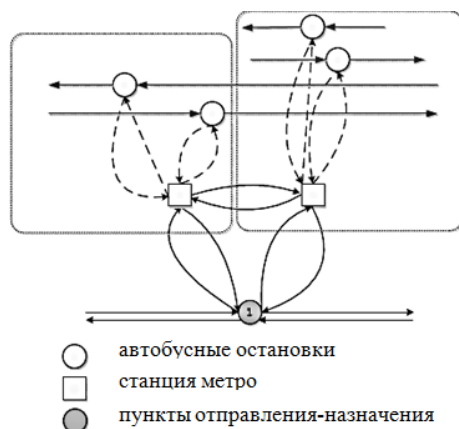 1
автобусные остановки
станция метро
пункты отправления-назначения